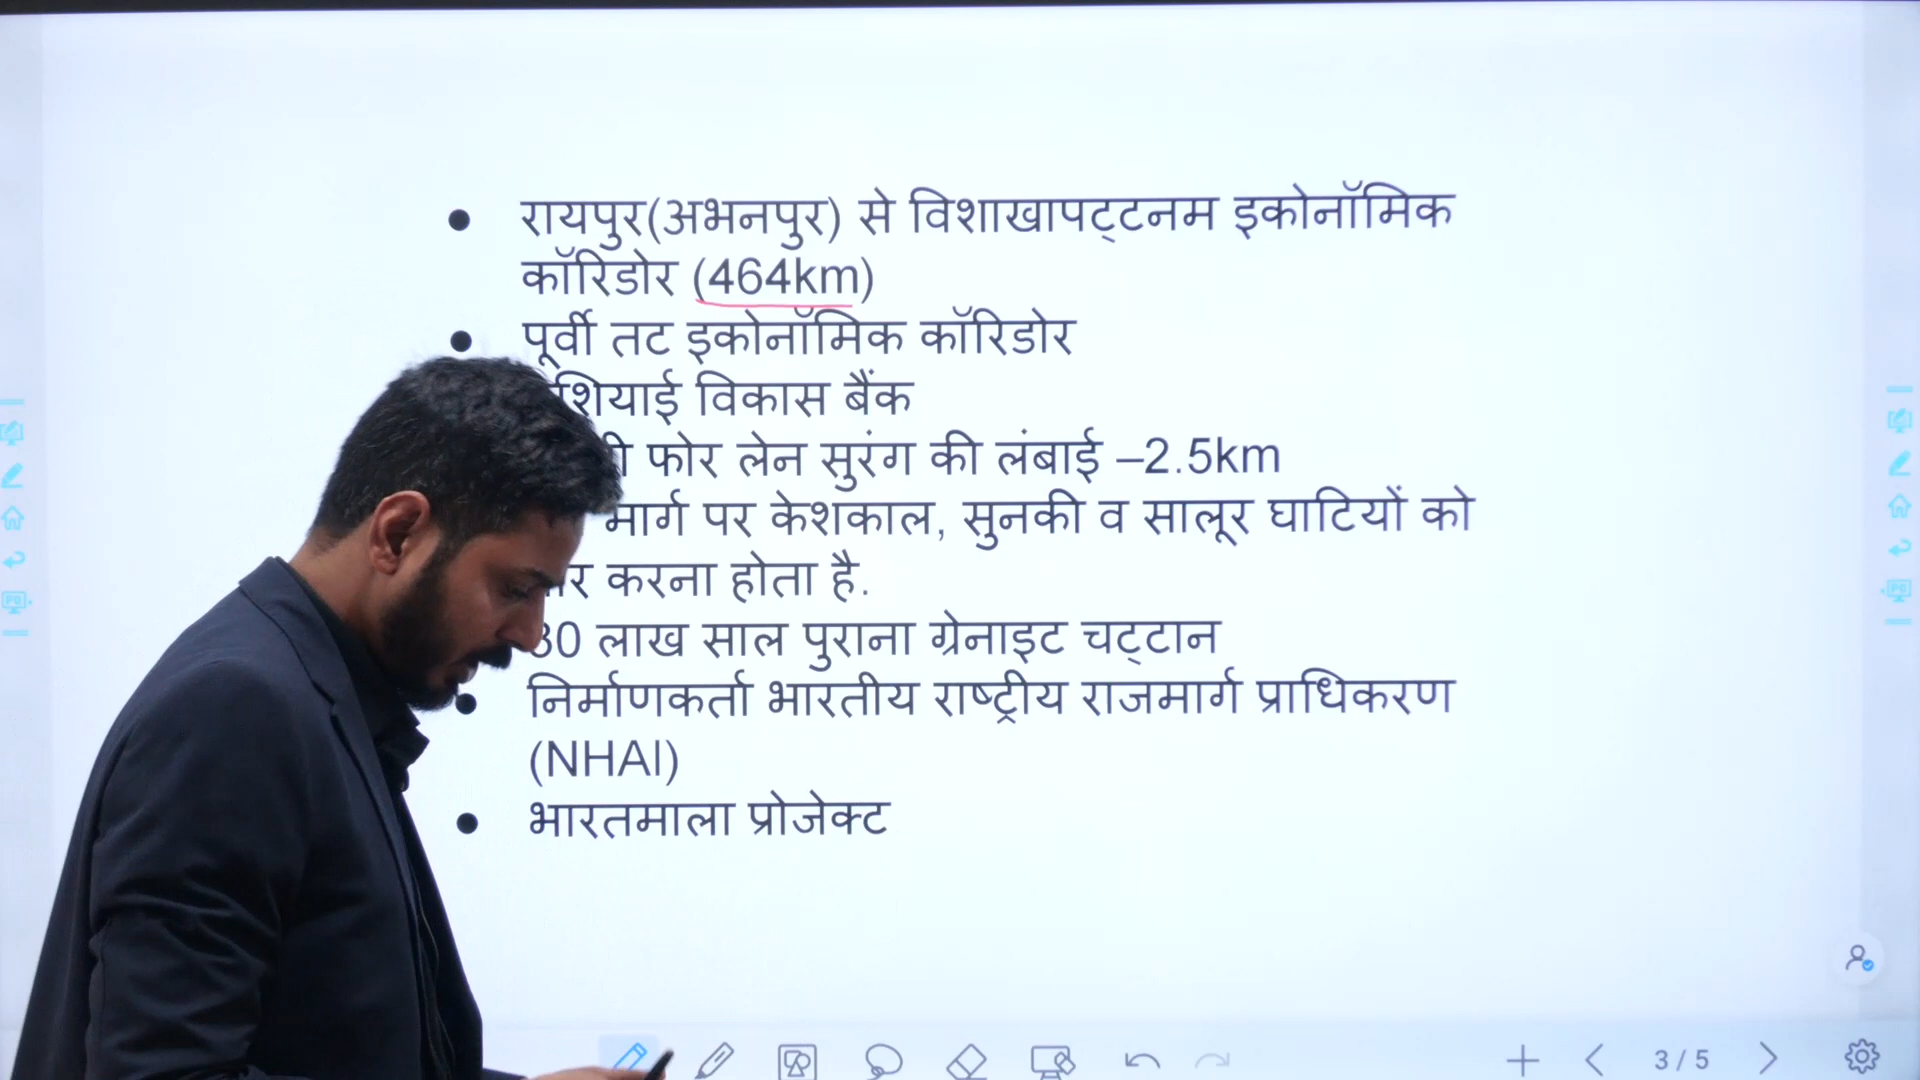 रायपुर(अभनपुर) से विशाखापट्टनम इकोनॉमिक
कॉरिडोर (464km)
पूर्वी तट इकोनॉमिक कॉरिडोर
विकास बैंक
फोर लेन सुरंग की लंबाई –2.5km
मार्ग पर केशकाल, सुनकी व सालूर घाटियों को
करना होता है.
लाख साल पुराना ग्रेनाइट चट्टान
निर्माणकर्ता भारतीय राष्ट्रीय राजमार्ग प्राधिकरण
(NHAI)
भारतमाला प्रोजेक्ट
3 / 5